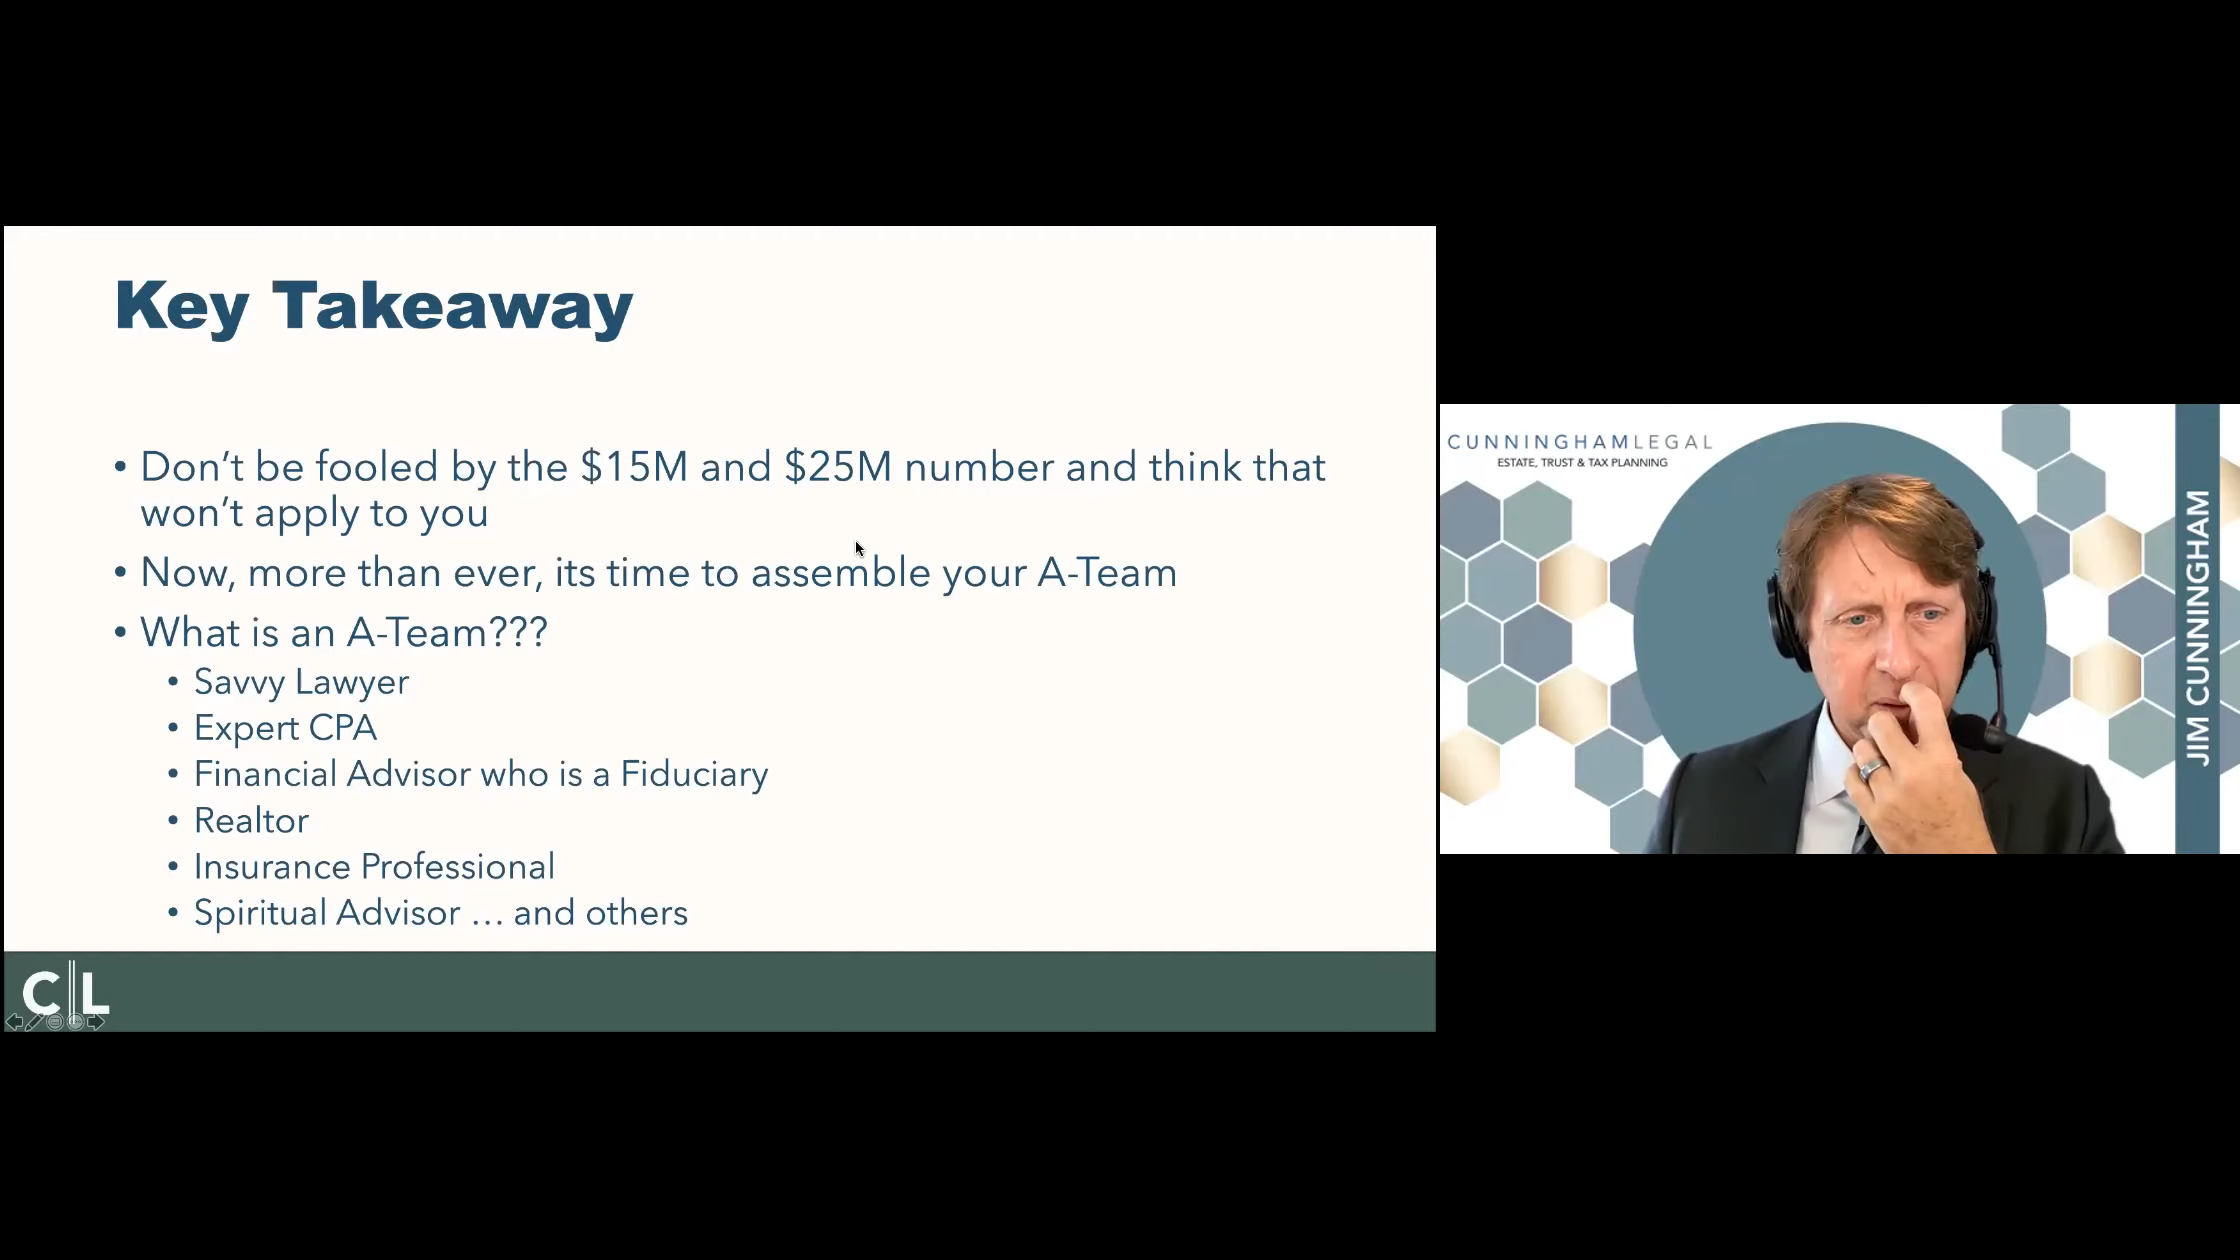 Key Takeaway
• Don’t be fooled by the $15M and $25M number and think that
won’t apply to you
• Now, more than ever, its time to assemble your A-Team
• What is an A-Team???
• Savvy Lawyer
• Expert CPA
• Financial Advisor who is a Fiduciary
• Realtor
• Insurance Professional
• Spiritual Advisor … and others
CL
CUNNINGHAMLEGAL
ESTATE, TRUST & TAX PLANNING
JIM CUNNINGHAM